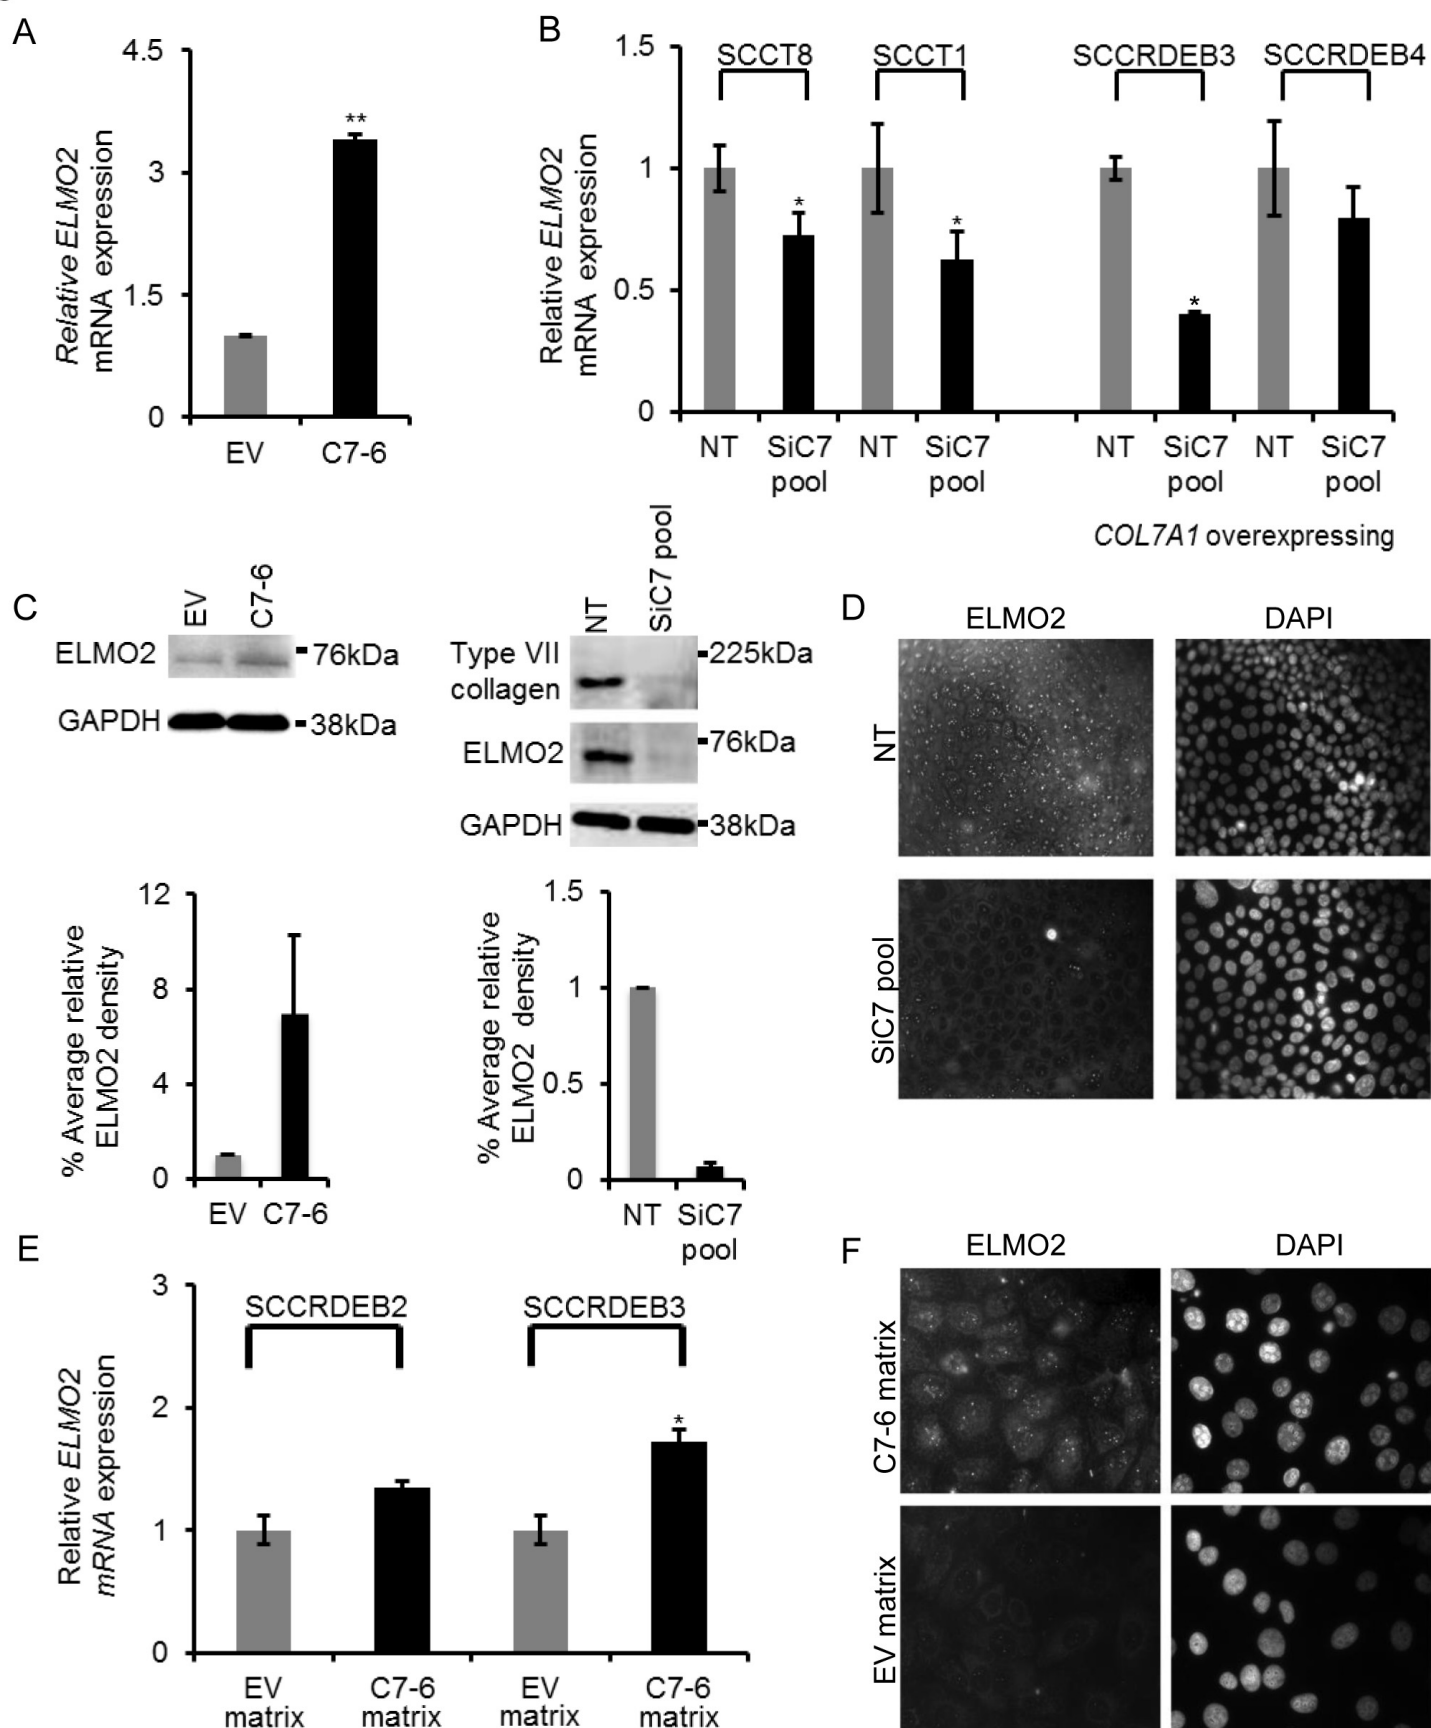 A
4.5
3
1.5
0
Relative ELMO2
mRNA expression
**
EV
C7-6
B
1.5
1
0.5
0
Relative ELMO2
mRNA expression
SCCT8
SCCT1
SCCRDEB3
SCCRDEB4
*
*
*
NT
SiC7
pool
NT
SiC7
pool
NT
SiC7
pool
NT
SiC7
pool
COL7A1 overexpressing
C
EV
C7-6
ELMO2
76kDa
GAPDH
38kDa
NT
SiC7 pool
Type VII
collagen
225kDa
ELMO2
76kDa
GAPDH
38kDa
12
8
4
0
% Average relative
ELMO2 density
EV
C7-6
1.5
1
0.5
0
% Average relative
ELMO2 density
NT
SiC7
pool
D
ELMO2
DAPI
NT
SiC7 pool
E
3
2
1
0
Relative ELMO2
mRNA expression
SCCRDEB2
SCCRDEB3
*
EV
matrix
C7-6
matrix
EV
matrix
C7-6
matrix
F
ELMO2
DAPI
C7-6 matrix
EV matrix